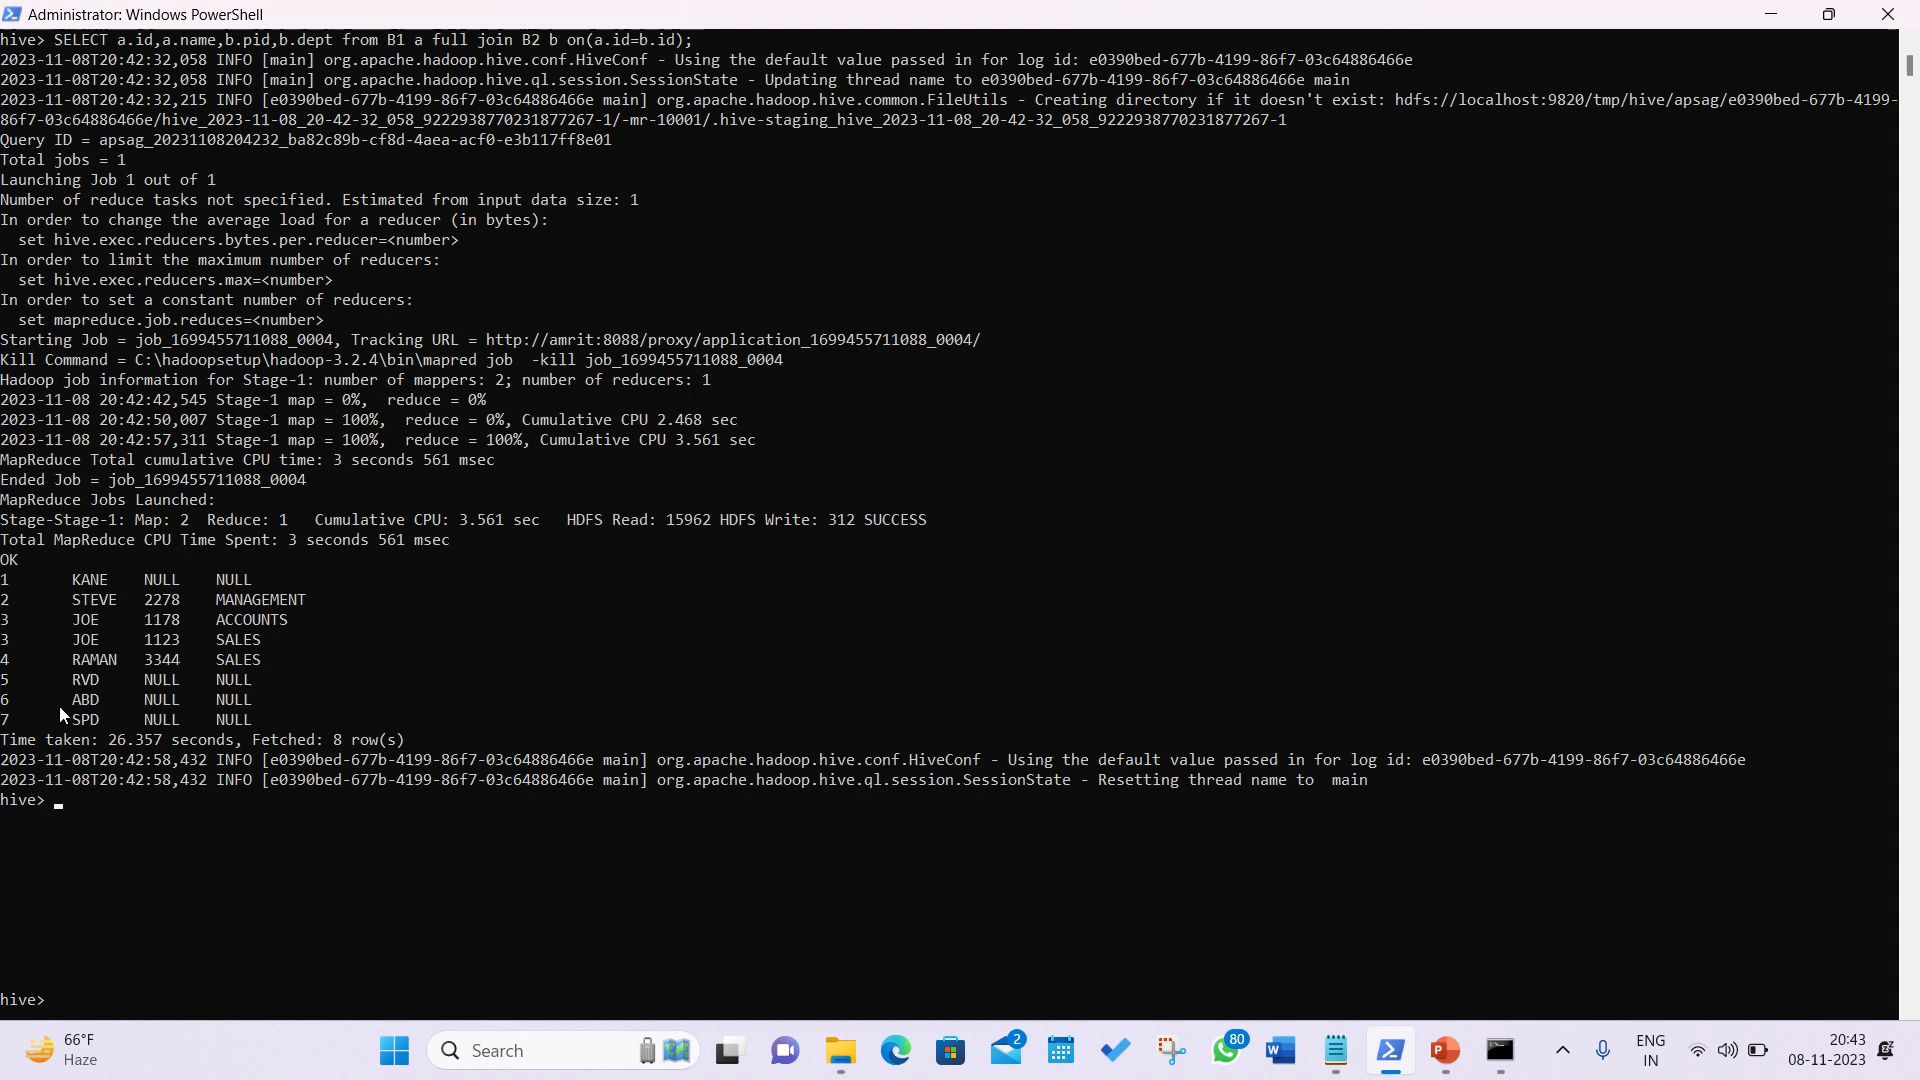 Administrator: Windows PowerShell
hive> SELECT a.id,a.name,b.pid,b.dept from B1 a full join B2 b on(a.id=b.id);
2023-11-08T20:42:32,058 INFO [main] org.apache.hadoop.hive.conf.HiveConf - Using the default value passed in for log id: e0390bed-677b-4199-86f7-03c64886466e
2023-11-08T20:42:32,058 INFO [main] org.apache.hadoop.hive.ql.session.SessionState - Updating thread name to e0390bed-677b-4199-86f7-03c64886466e main
2023-11-08T20:42:32,215 INFO [e0390bed-677b-4199-86f7-03c64886466e main] org.apache.hadoop.hive.common.FileUtils - Creating directory if it doesn't exist: hdfs://localhost:9820/tmp/hive/apsag/e0390bed-677b-4199-
86f7-03c64886466e/hive_2023-11-08_20-42-32_058_9222938770231877267-1/-mr-10001/.hive-staging_hive_2023-11-08_20-42-32_058_9222938770231877267-1
Query ID = apsag_20231108204232_ba82c89b-cf8d-4aea-acf0-e3b117ff8e01
Total jobs = 1
Launching Job 1 out of 1
Number of reduce tasks not specified. Estimated from input data size: 1
In order to change the average load for a reducer (in bytes):
  set hive.exec.reducers.bytes.per.reducer=<number>
In order to limit the maximum number of reducers:
  set hive.exec.reducers.max=<number>
In order to set a constant number of reducers:
  set mapreduce.job.reduces=<number>
Starting Job = job_1699455711088_0004, Tracking URL = http://amrit:8088/proxy/application_1699455711088_0004/
Kill Command = C:\hadoopsetup\hadoop-3.2.4\bin\mapred job  -kill job_1699455711088_0004
Hadoop job information for Stage-1: number of mappers: 2; number of reducers: 1
2023-11-08 20:42:42,545 Stage-1 map = 0%,  reduce = 0%
2023-11-08 20:42:50,007 Stage-1 map = 100%,  reduce = 0%, Cumulative CPU 2.468 sec
2023-11-08 20:42:57,311 Stage-1 map = 100%,  reduce = 100%, Cumulative CPU 3.561 sec
MapReduce Total cumulative CPU time: 3 seconds 561 msec
Ended Job = job_1699455711088_0004
MapReduce Jobs Launched:
Stage-Stage-1: Map: 2  Reduce: 1   Cumulative CPU: 3.561 sec   HDFS Read: 15962 HDFS Write: 312 SUCCESS
Total MapReduce CPU Time Spent: 3 seconds 561 msec
OK
1       KANE    NULL    NULL
2       STEVE   2278    MANAGEMENT
3       JOE     1178    ACCOUNTS
3       JOE     1123    SALES
4       RAMAN   3344    SALES
5       RVD     NULL    NULL
6       ABD     NULL    NULL
7       SPD     NULL    NULL
Time taken: 26.357 seconds, Fetched: 8 row(s)
2023-11-08T20:42:58,432 INFO [e0390bed-677b-4199-86f7-03c64886466e main] org.apache.hadoop.hive.conf.HiveConf - Using the default value passed in for log id: e0390bed-677b-4199-86f7-03c64886466e
2023-11-08T20:42:58,432 INFO [e0390bed-677b-4199-86f7-03c64886466e main] org.apache.hadoop.hive.ql.session.SessionState - Resetting thread name to  main
hive>
hive>
66°F
Haze
Search
2
80
ENG
IN
20:43
08-11-2023